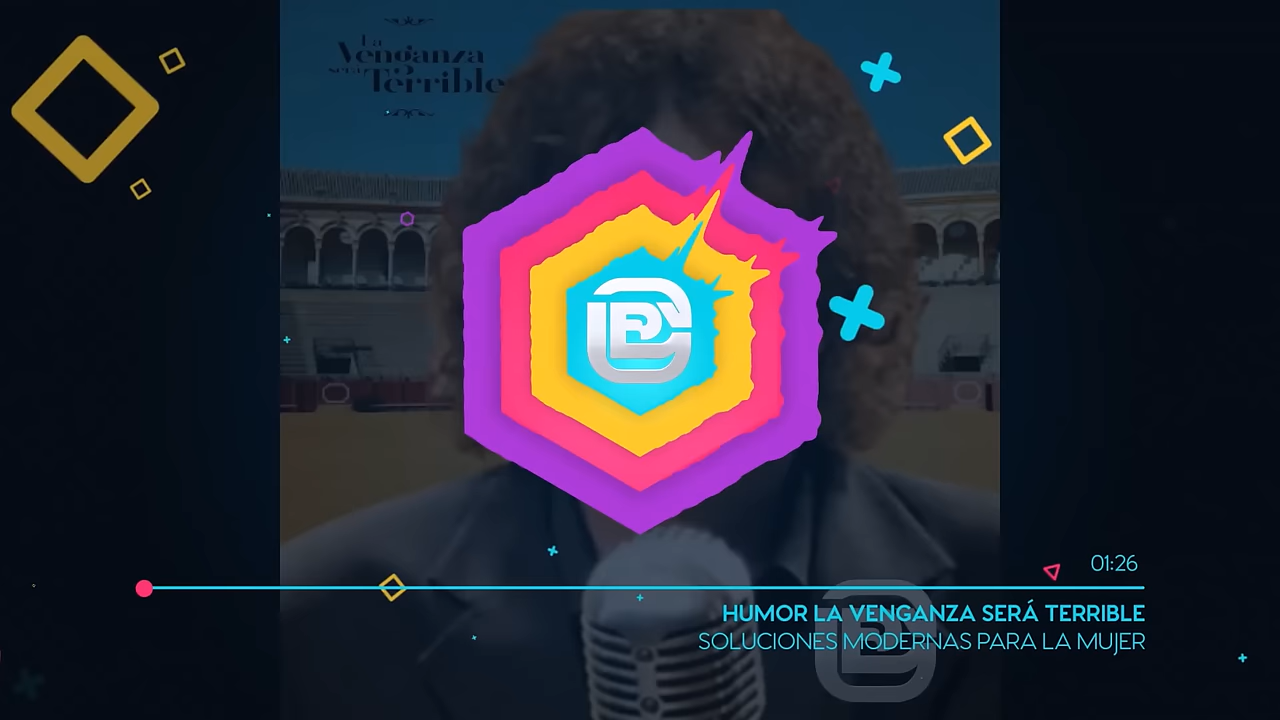 La
Venganza
será
Terrible
01:26
HUMOR LA VENGANZA SERÁ TERRIBLE
SOLUCIONES MODERNAS PARA LA MUJER